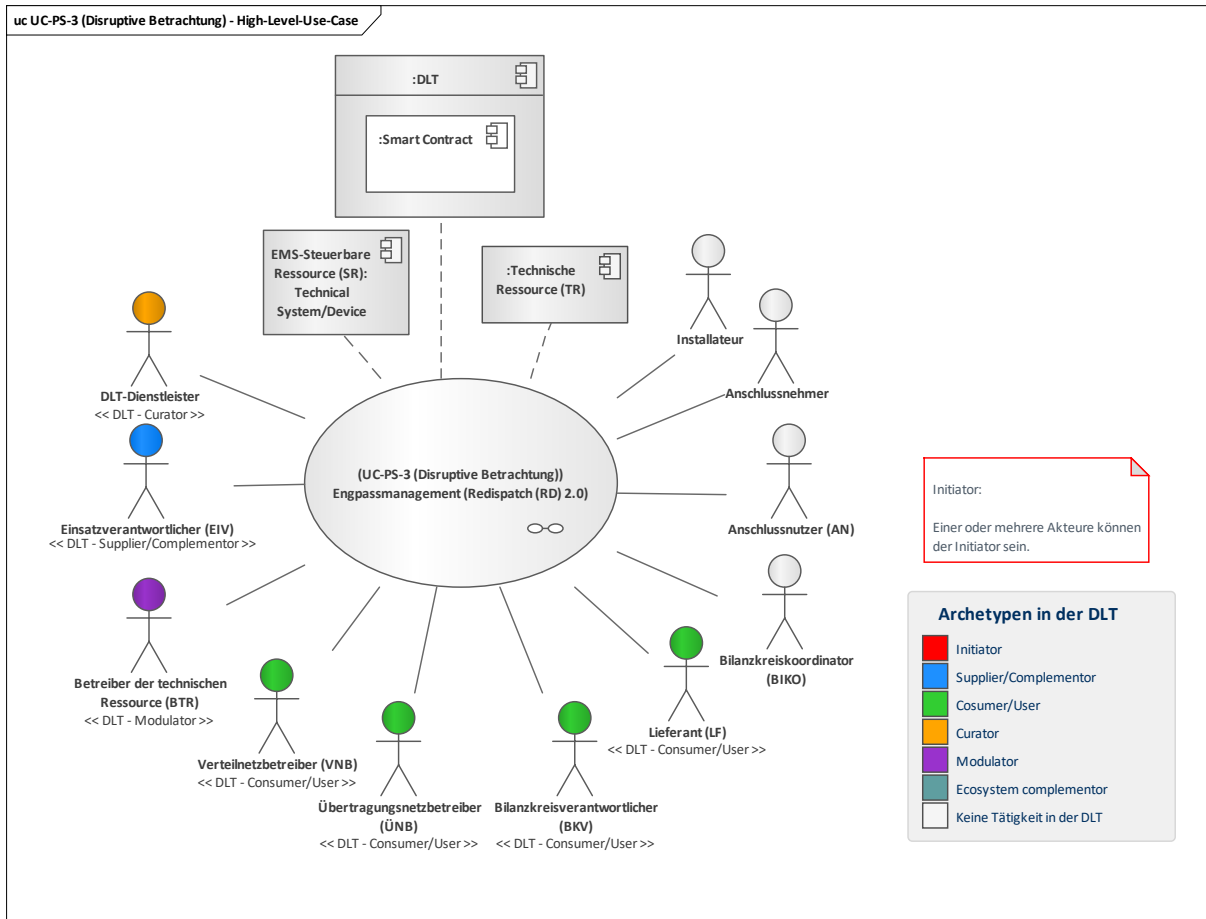 uc UC-PS-3 (Disruptive Betrachtung) - High-Level-Use-Case
:DLT
:Smart Contract
EMS-Steuerbare
Ressource (SR):
Technical
System/Device
:Technische
Ressource (TR)
Installateur
Anschlussnehmer
DLT-Dienstleister
<< DLT - Curator >>
Einsatzverantwortlicher (EIV)
<< DLT - Supplier/Complementor >>
(UC-PS-3 (Disruptive Betrachtung))
Engpassmanagement (Redispatch (RD) 2.0)
Anschlussnutzer (AN)
Initiator:
Einer oder mehrere Akteure können
der Initiator sein.
Betreiber der technischen
Ressource (BTR)
<< DLT - Modulator >>
Bilanzkreiskoordinator
(BIKO)
Verteilnetzbetreiber (VNB)
<< DLT - Consumer/User >>
Lieferant (LF)
<< DLT - Consumer/User >>
Übertragungsnetzbetreiber
(ÜNB)
<< DLT - Consumer/User >>
Bilanzkreisverantwortlicher
(BKV)
<< DLT - Consumer/User >>
Archetypen in der DLT
Initiator
Supplier/Complementor
Cosumer/User
Curator
Modulator
Ecosystem complementor
Keine Tätigkeit in der DLT